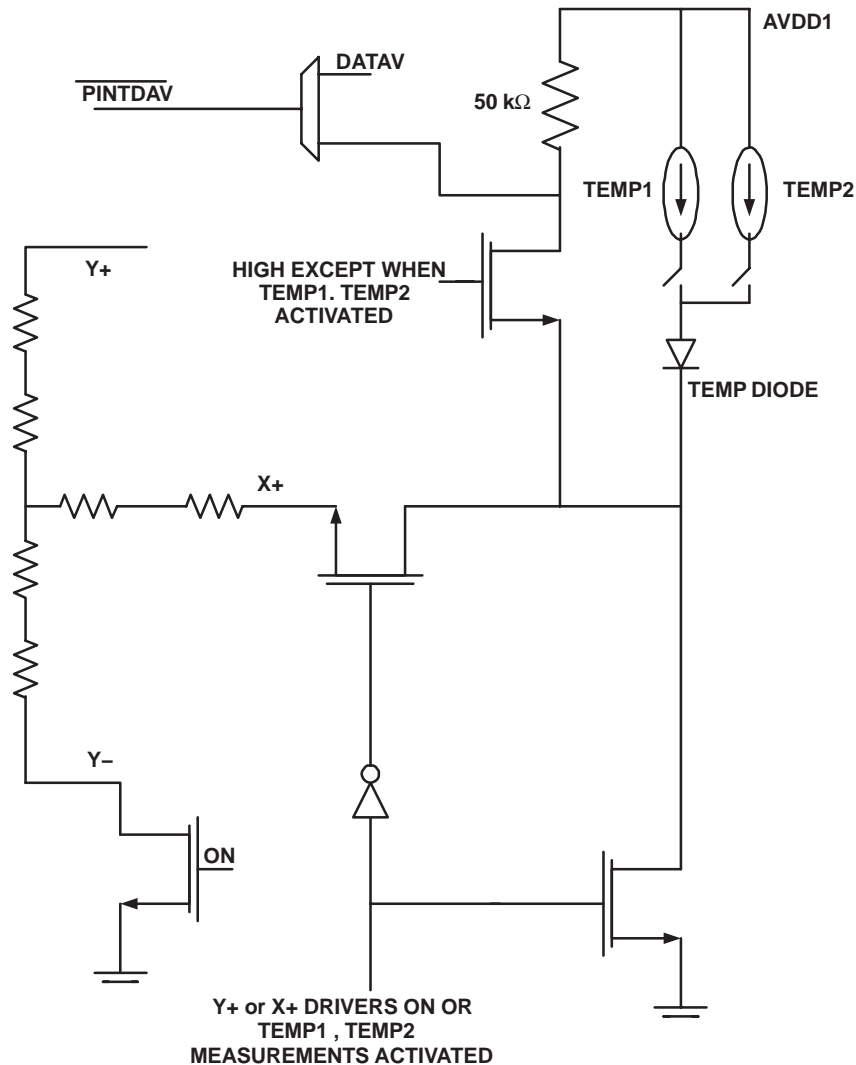 AVDD1
DATAV
PINTDAV
50 kΩ
TEMP1
TEMP2
Y+
HIGH EXCEPT WHEN
TEMP1. TEMP2
ACTIVATED
TEMP DIODE
X+
Y–
ON
Y+ or X+ DRIVERS ON OR
TEMP1 , TEMP2
MEASUREMENTS ACTIVATED